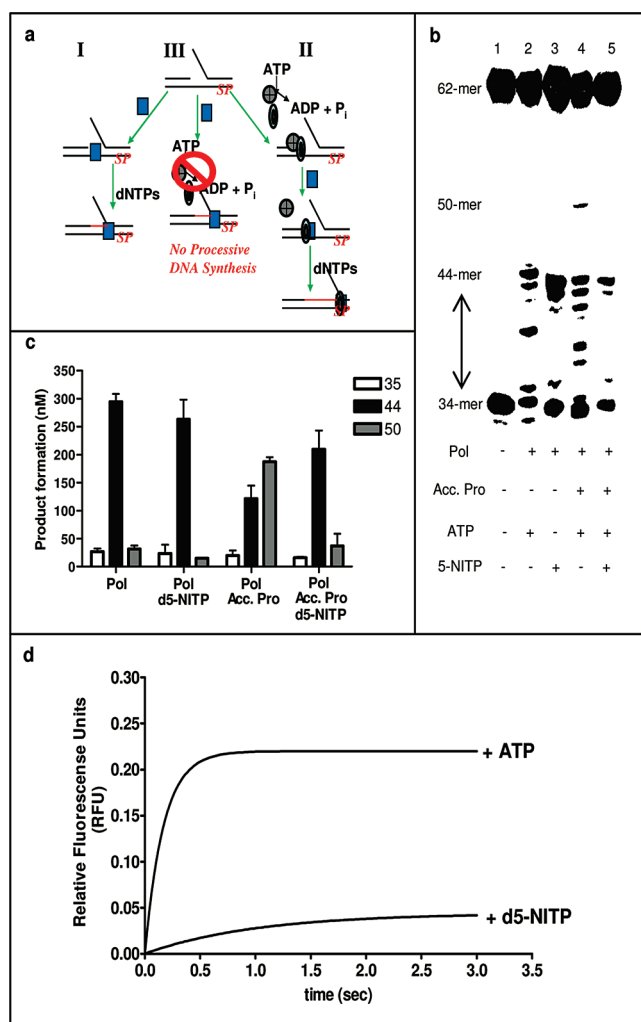 a
I III II
SP
ATP
ADP + Pi
ATP
ADP + Pi
SP
SP
dNTPs
SP
SP
No Processive
DNA Synthesis
SP
dNTPs
SP
b
1 2 3 4 5
62-mer
50-mer
44-mer
34-mer
Pol - + + + +
Acc. Pro - - - + +
ATP - + - + +
5-NITP - - + - +
c
Product formation (nM)
350
300
250
200
150
100
50
0
35
44
50
Pol
Pol
d5-NITP
Pol
Acc. Pro
Pol
Acc. Pro
d5-NITP
d
Relative Fluorescense Units
(RFU)
0.30
0.25
0.20
0.15
0.10
0.05
0.00
+ ATP
+ d5-NITP
0.0 0.5 1.0 1.5 2.0 2.5 3.0 3.5
time (sec)